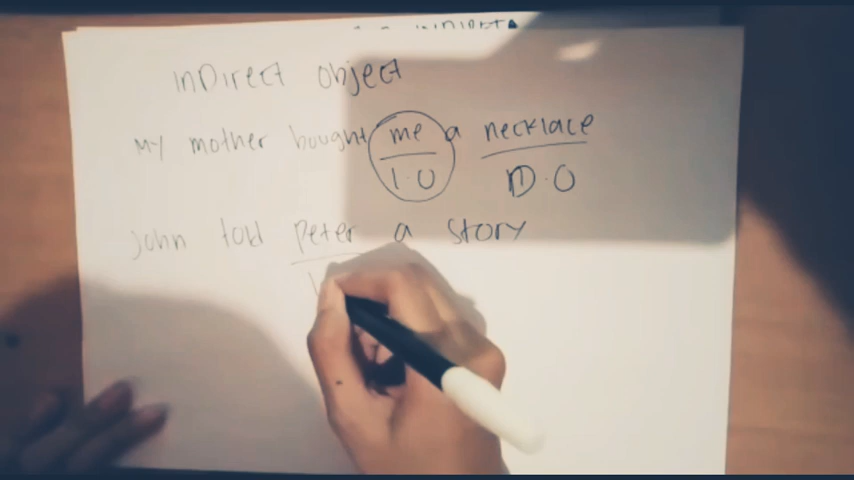 InDirect object
My mother bought me a necklace
I.O D.O
John told Peter a story